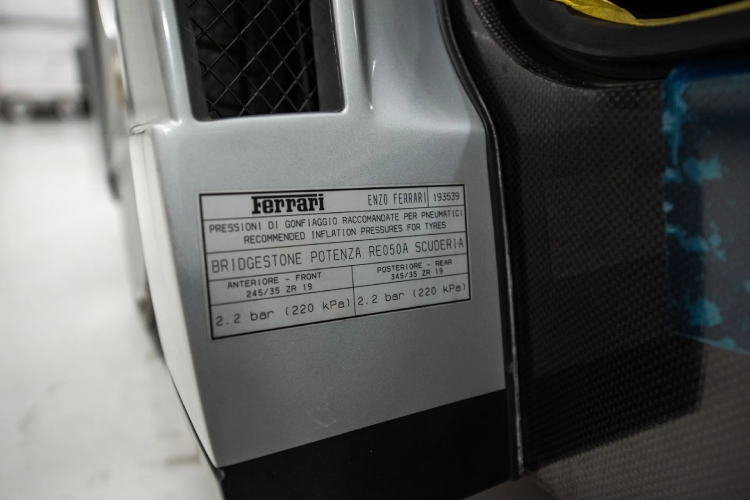 Ferrari ENZO FERRARI 193539
PRESSIONI DI GONFIAGGIO RACCOMANDATE PER PNEUMATICI
RECOMMENDED INFLATION PRESSURES FOR TYRES
BRIDGESTONE POTENZA RE050A SCUDERIA
ANTERIORE - FRONT
245/35 ZR 19
POSTERIORE - REAR
345/35 ZR 19
2.2 bar (220 kPa) 2.2 bar (220 kPa)